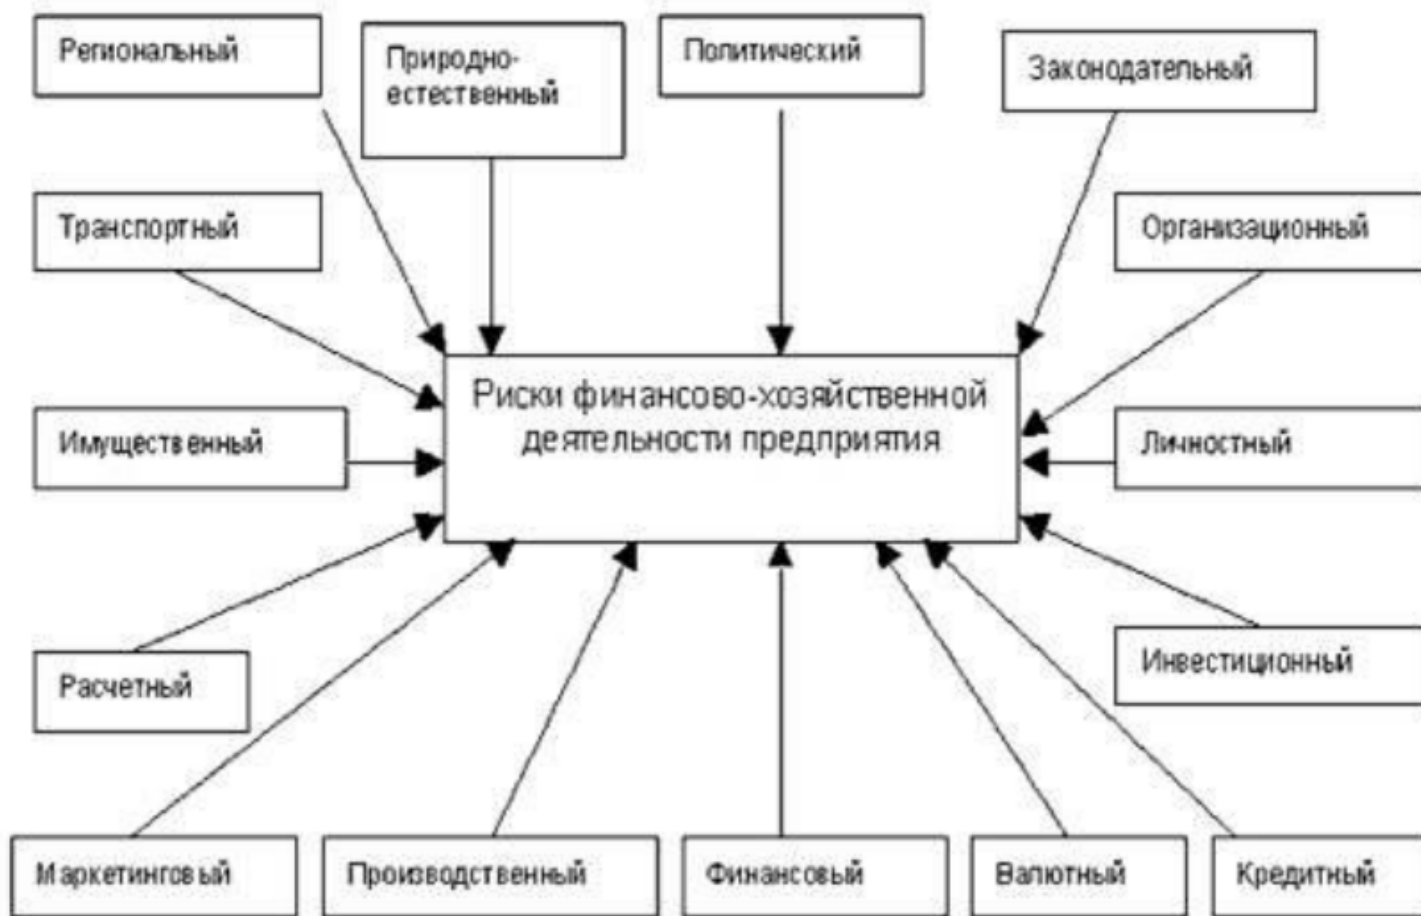 Региональный
Природно-
естественный
Политический
Законодательный
Транспортный
Организационный
Риски финансово-хозяйственной
деятельности предприятия
Имущественный
Личностный
Расчетный
Инвестиционный
Маркетинговый
Производственный
Финансовый
Валютный
Кредитный